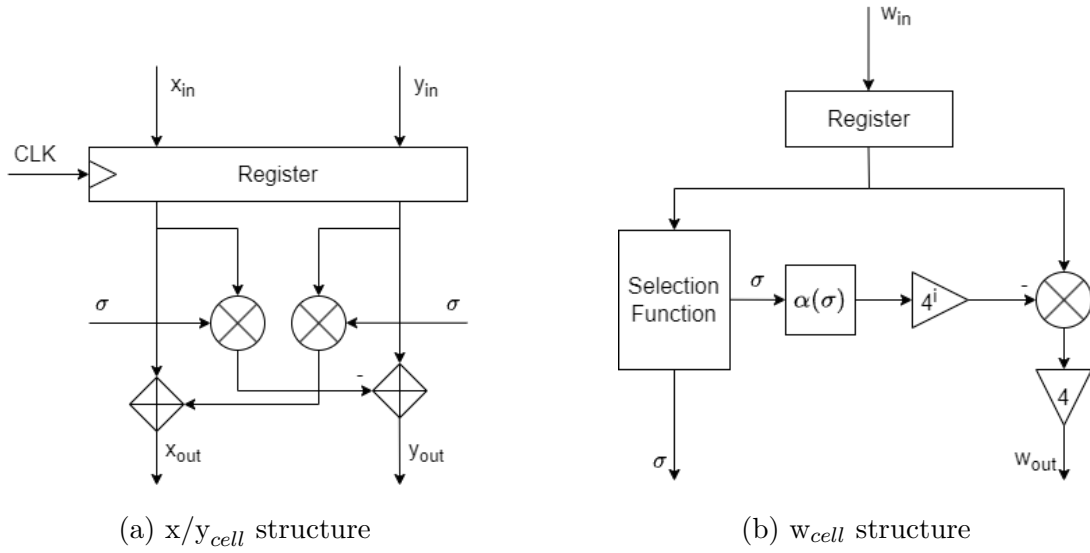 x_in
y_in
CLK
Register
σ
σ
-
x_out
y_out
(a) x/y_cell structure
w_in
Register
Selection
Function
σ
α(σ)
4^i
-
4
σ
w_out
(b) w_cell structure